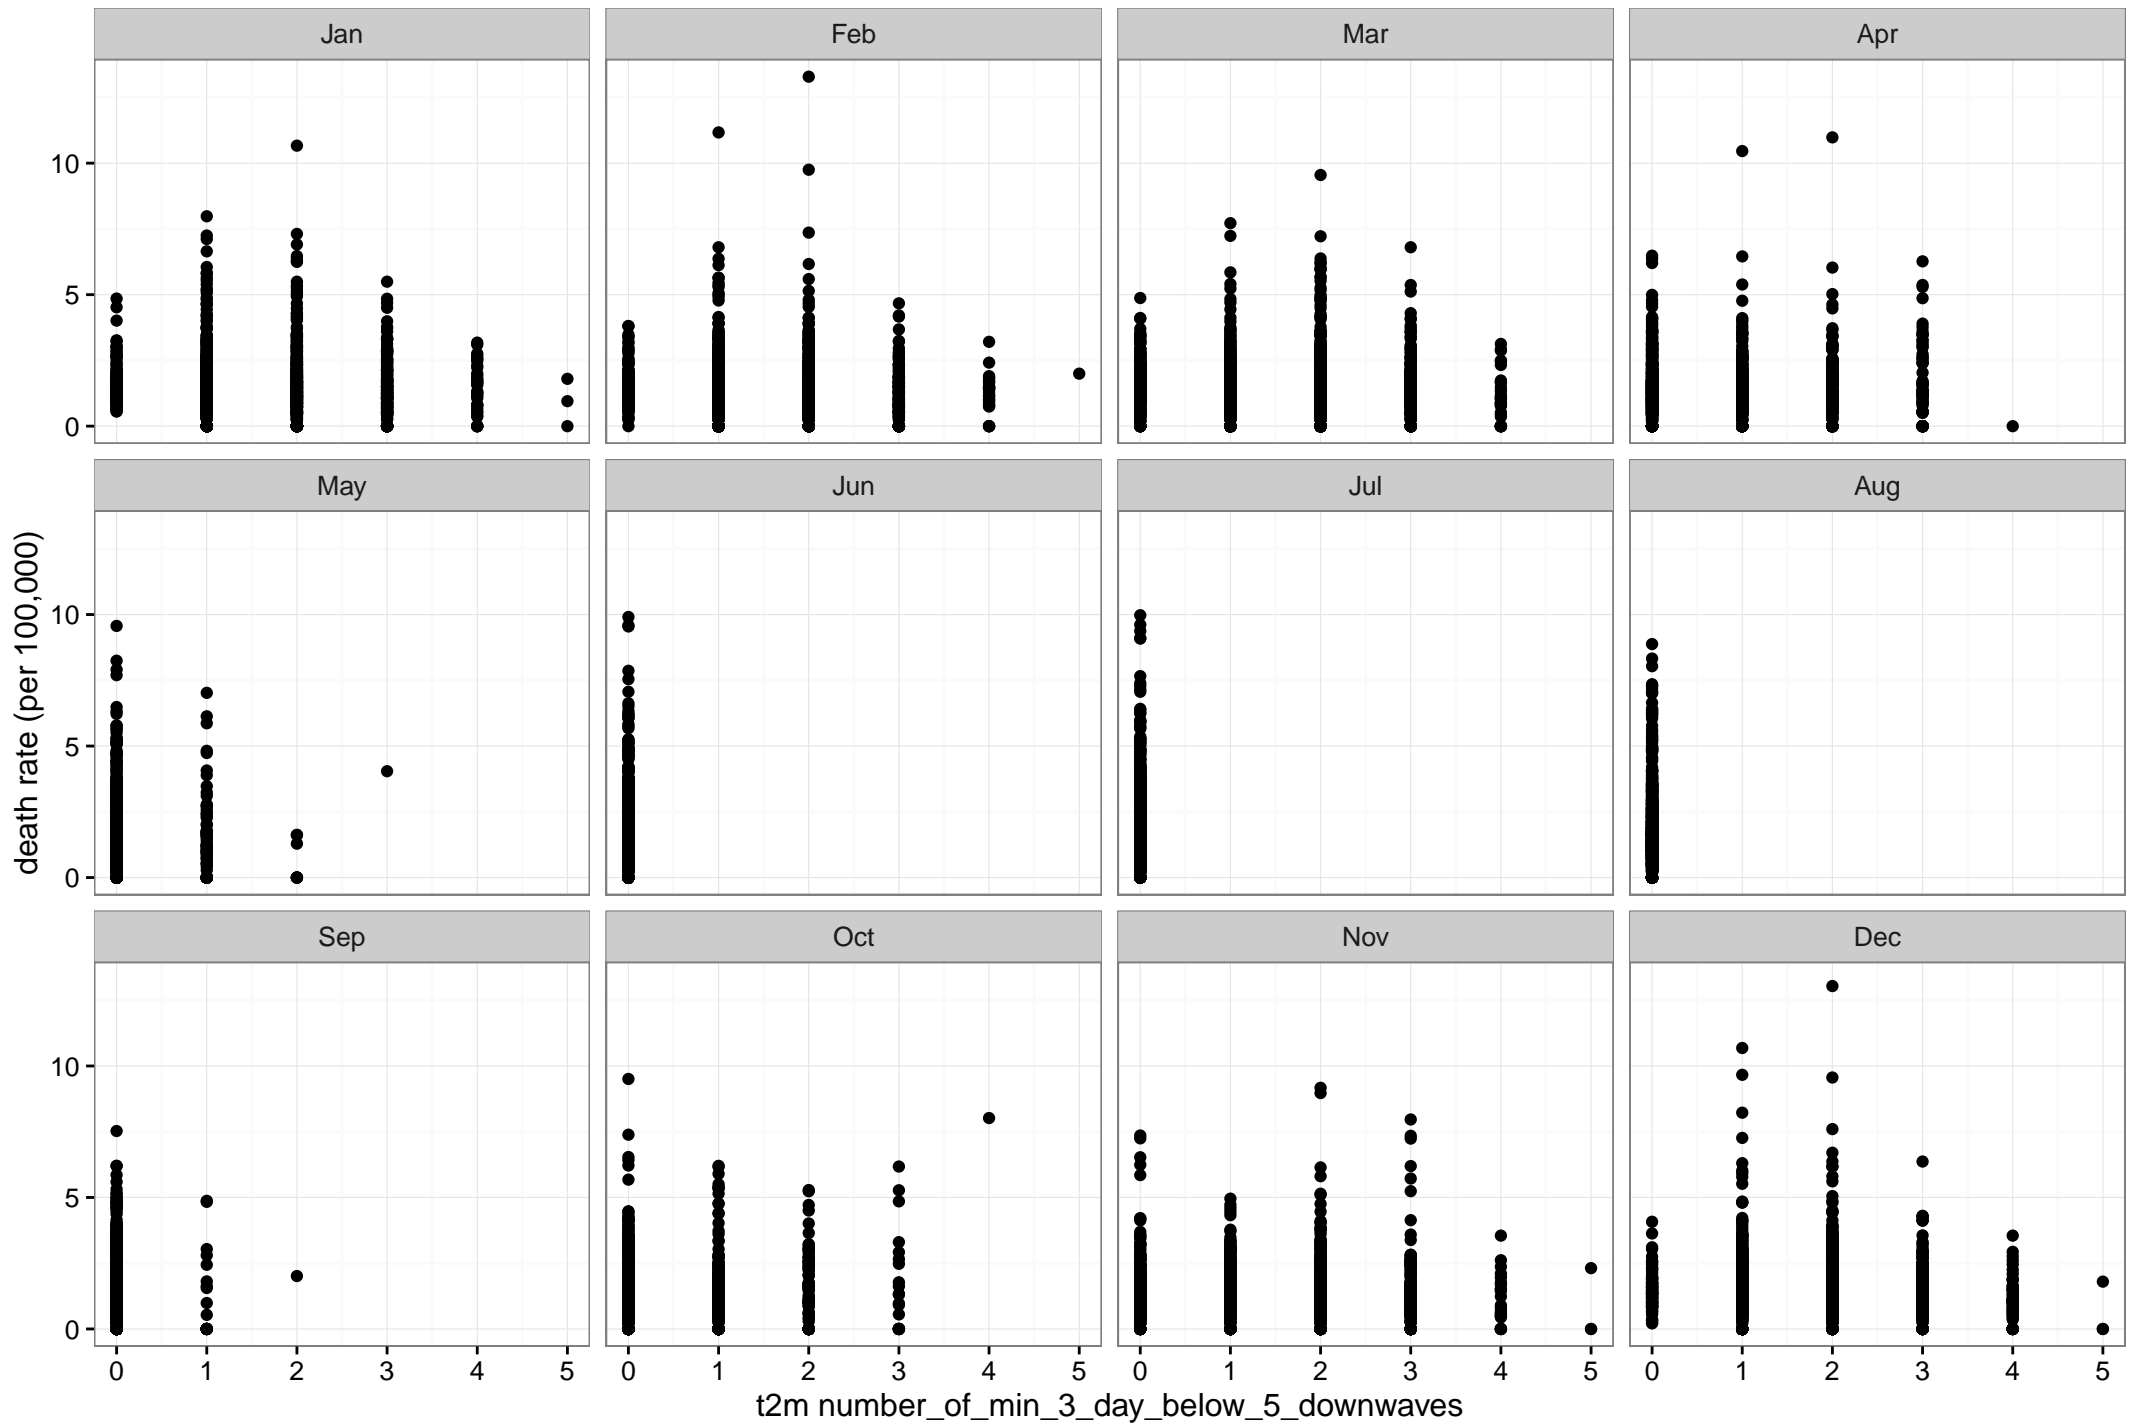 Jan Feb Mar Apr
10
5
0
May Jun Jul Aug
10
5
0
Sep Oct Nov Dec
10
5
0
0 1 2 3 4 5 0 1 2 3 4 5 0 1 2 3 4 5 0 1 2 3 4 5
t2m number_of_min_3_day_below_5_downwaves
death rate (per 100,000)